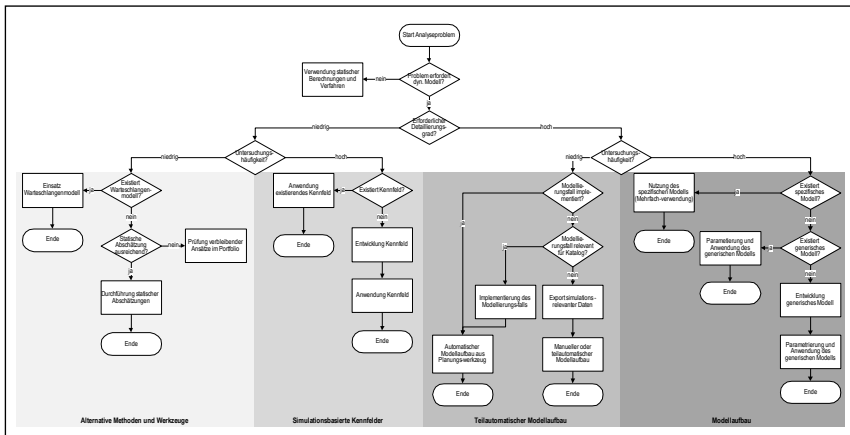 Start Analyseproblem
Verwendung statischer
Berechnungen und
Verfahren
nein
Problem erfordert
dyn. Modell?
ja
Erforderlicher
Detaillierungs-
grad?
niedrig
hoch
Untersuchungs-
häufigkeit?
niedrig
hoch
Untersuchungs-
häufigkeit?
niedrig
hoch
Einsatz
Warteschlangenmodell
ja
Existiert
Warteschlangen-
modell?
nein
Ende
Statische
Abschätzung
ausreichend?
nein
Prüfung verbleibender
Ansätze im Portfolio
ja
Durchführung statischer
Abschätzungen
Ende
Anwendung
existierendes Kennfeld
ja
Existiert Kennfeld?
nein
Ende
Entwicklung Kennfeld
Anwendung Kennfeld
Ende
Modellie-
rungsfall imple-
mentiert?
ja
nein
Modellie-
rungsfall relevant
für Katalog?
ja
nein
Implementierung des
Modellierungs-falls
Export simulations-
relevanter Daten
Automatischer
Modellaufbau aus
Planungs-werkzeug
Manueller oder
teilautomatischer
Modellaufbau
Ende
Ende
Nutzung des
spezifischen Modells
(Mehrfach-verwendung)
ja
Existiert
spezifisches
Modell?
nein
Ende
Parametierung und
Anwendung des
generischen Modells
ja
Existiert
generisches
Modell?
nein
Ende
Entwicklung
generisches Modell
Parametrierung und
Anwendung des
generischen Modells
Ende
Alternative Methoden und Werkzeuge
Simulationsbasierte Kennfelder
Teilautomatischer Modellaufbau
Modellaufbau